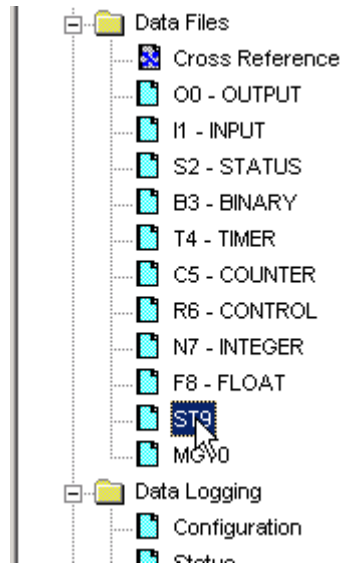 Data Files
Cross Reference
O0 - OUTPUT
I1 - INPUT
S2 - STATUS
B3 - BINARY
T4 - TIMER
C5 - COUNTER
R6 - CONTROL
N7 - INTEGER
F8 - FLOAT
ST9
Data Logging
Configuration
Status